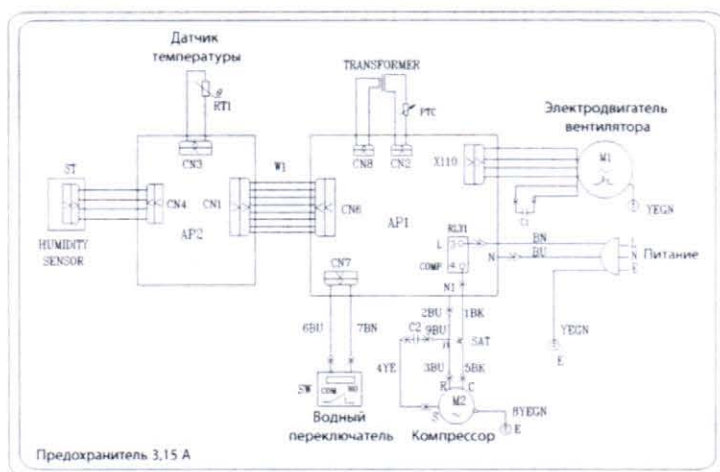 Датчик
температуры
RT1
TRANSFORMER
PTC
Электродвигатель
вентилятора
CN3
CN8
CN2
X110
M1
YEGN
ST
CN4
CN1
W1
CN6
C1
AP2
AP1
HUMIDITY
SENSOR
RLY1
L
BN
L
N
BU
N
Питание
E
COMP
N1
CN7
YEGN
E
6BU
7BN
2BU
1BK
C2
9BU
SAT
4YE
3BU
5BK
SW
COM
NO
R
C
M2
S
8YEGN
E
Водный
переключатель
Компрессор
Предохранитель 3,15 А